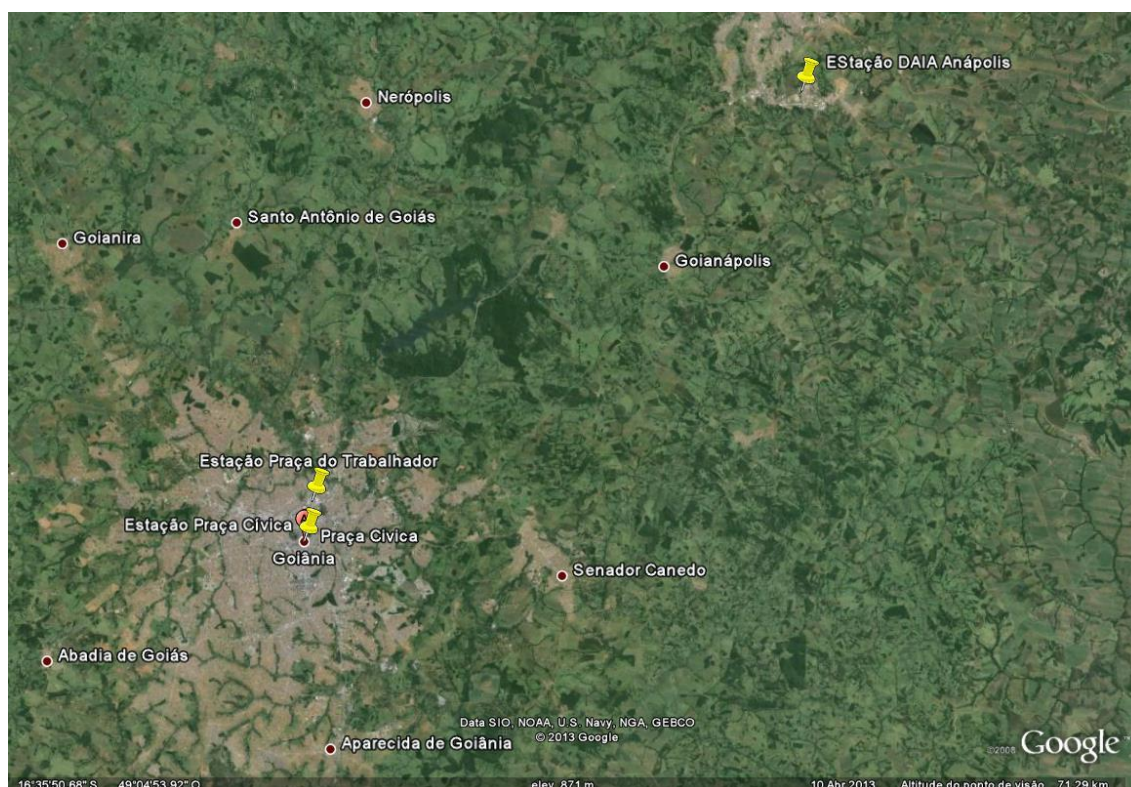 EStação DAIA Anápolis
Nerópolis
Santo Antônio de Goiás
Goianira
Goianápolis
Estação Praça do Trabalhador
Estação Praça Cívica
Praça Cívica
Goiânia
Senador Canedo
Abadia de Goiás
Data SIO, NOAA, U.S. Navy, NGA, GEBCO
© 2013 Google
Aparecida de Goiânia
©2008 Google
16°35'50.68" S 49°04'53.92" O elev. 871 m 10 Abr 2013 Altitude do ponto de visão 71.29 km